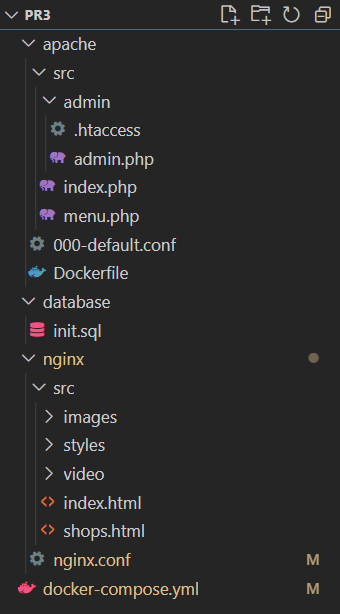 PR3
apache
src
admin
.htaccess
admin.php
index.php
menu.php
000-default.conf
Dockerfile
database
init.sql
nginx
src
images
styles
video
index.html
shops.html
nginx.conf M
docker-compose.yml M